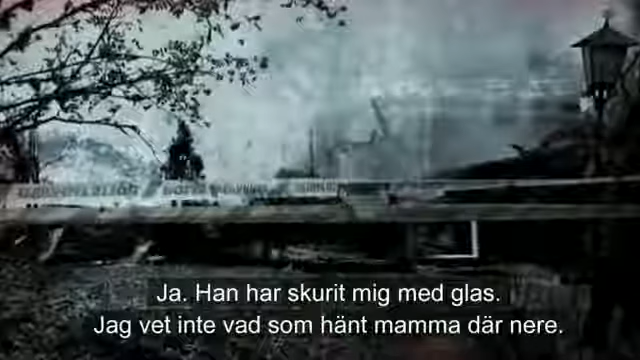 Ja. Han har skurit mig med glas.
Jag vet inte vad som hänt mamma där nere.